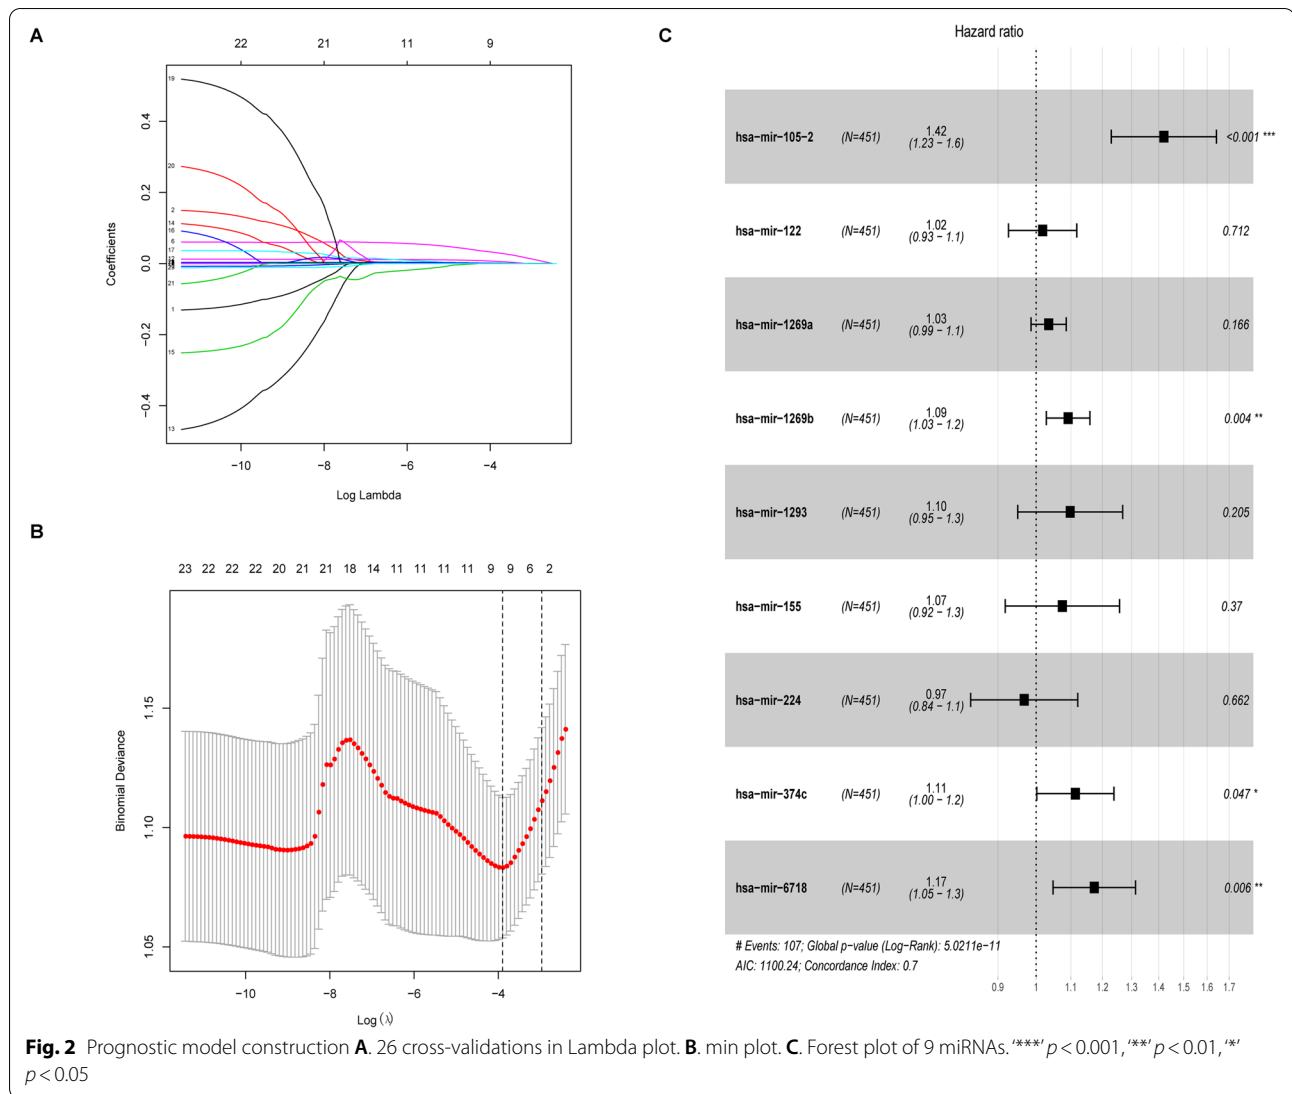 A
22 21 11 9
0.4
0.2
0.0
−0.2
−0.4
Coefficients
19
20
2
14
16
6
17
21
1
15
13
−10 −8 −6 −4
Log Lambda
B
23 22 22 22 20 21 21 18 14 11 11 11 11 9 9 6 2
1.15
1.10
1.05
Binomial Deviance
−10 −8 −6 −4
Log (λ)
C
Hazard ratio
hsa−mir−105−2 (N=451) 1.42 <0.001 ***
(1.23 − 1.6)
hsa−mir−122 (N=451) 1.02 0.712
(0.93 − 1.1)
hsa−mir−1269a (N=451) 1.03 0.166
(0.99 − 1.1)
hsa−mir−1269b (N=451) 1.09 0.004 **
(1.03 − 1.2)
hsa−mir−1293 (N=451) 1.10 0.205
(0.95 − 1.3)
hsa−mir−155 (N=451) 1.07 0.37
(0.92 − 1.3)
hsa−mir−224 (N=451) 0.97 0.662
(0.84 − 1.1)
hsa−mir−374c (N=451) 1.11 0.047 *
(1.00 − 1.2)
hsa−mir−6718 (N=451) 1.17 0.006 **
(1.05 − 1.3)
# Events: 107; Global p−value (Log−Rank): 5.0211e−11
AIC: 1100.24; Concordance Index: 0.7
0.9 1 1.1 1.2 1.3 1.4 1.5 1.6 1.7
Fig. 2 Prognostic model construction A. 26 cross-validations in Lambda plot. B. min plot. C. Forest plot of 9 miRNAs. '***' p < 0.001, '**' p < 0.01, '*'
p < 0.05